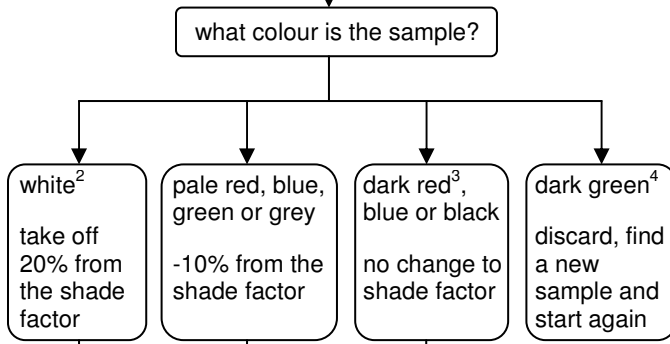 what colour is the sample?
white²
take off
20% from
the shade
factor
pale red, blue,
green or grey
-10% from the
shade factor
dark red³,
blue or black
no change to
shade factor
dark green⁴
discard, find
a new
sample and
start again